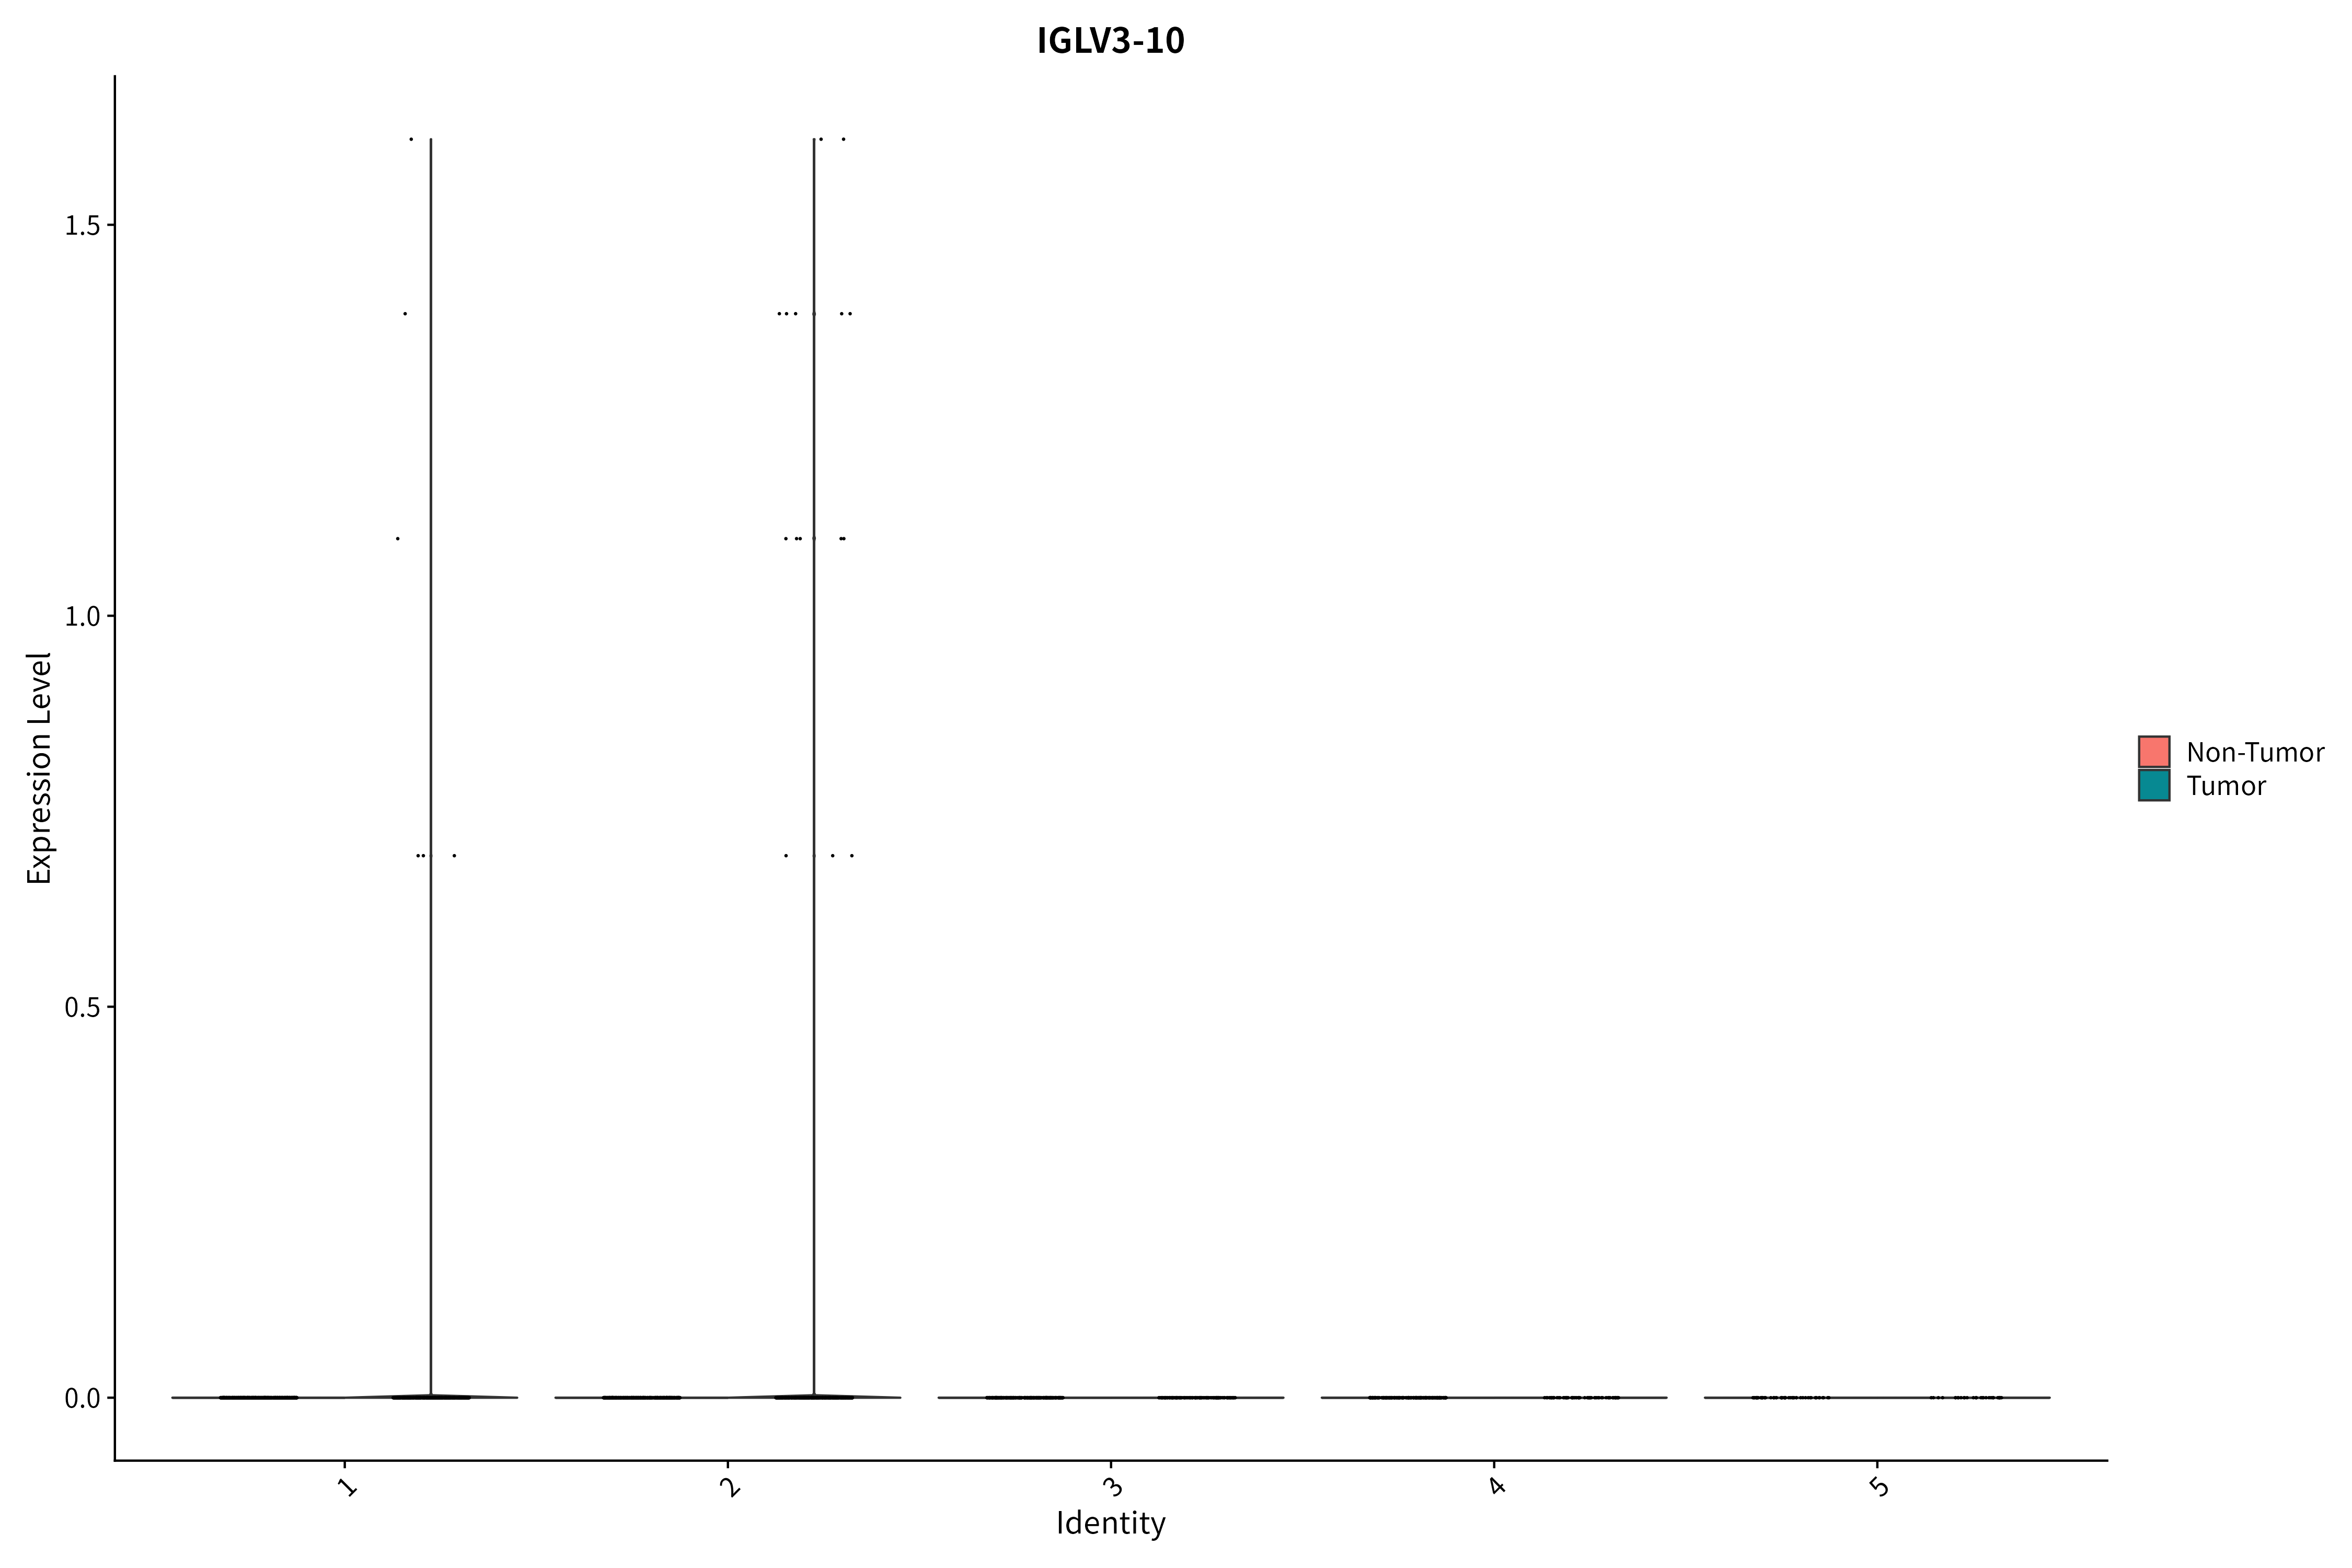 IGLV3-10
Expression Level
1.5
1.0
0.5
0.0
1
2
3
4
5
Identity
Non-Tumor
Tumor